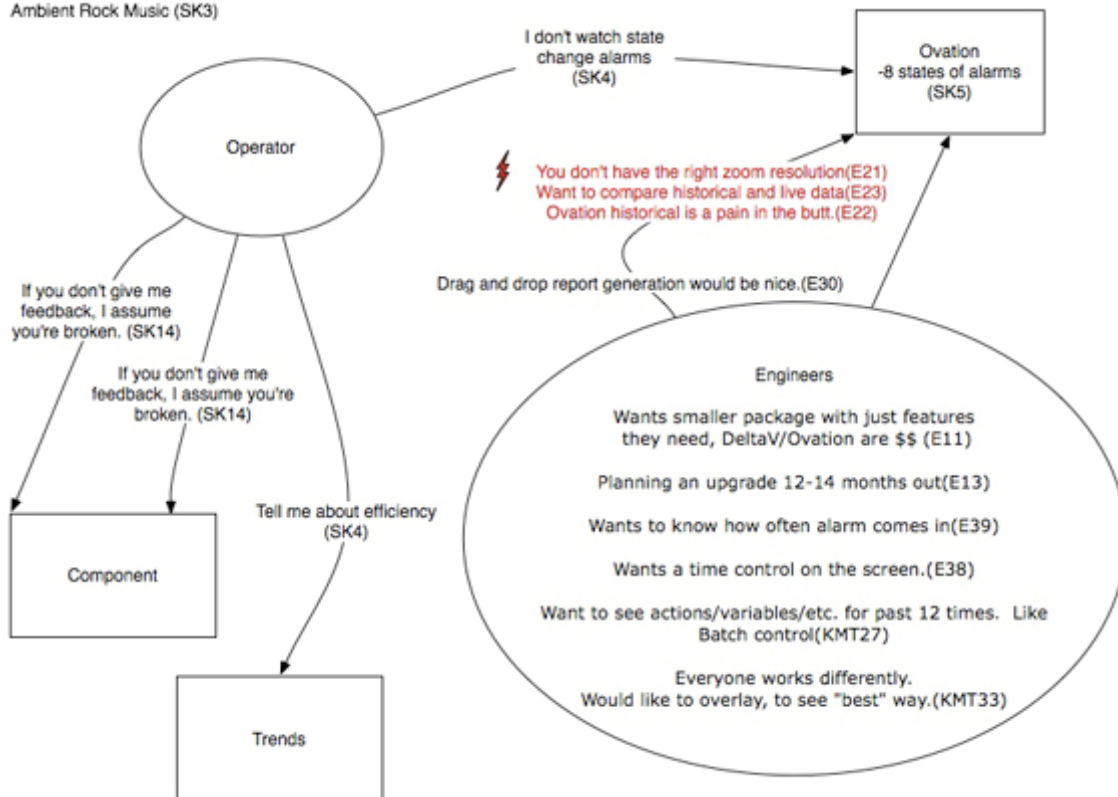 Ambient Rock Music (SK3)
I don't watch state
change alarms
(SK4)
Ovation
-8 states of alarms
(SK5)
Operator
You don't have the right zoom resolution(E21)
Want to compare historical and live data(E23)
Ovation historical is a pain in the butt.(E22)
If you don't give me
feedback, I assume
you're broken. (SK14)
Drag and drop report generation would be nice.(E30)
If you don't give me
feedback, I assume you're
broken. (SK14)
Engineers
Wants smaller package with just features
they need, DeltaV/Ovation are $$ (E11)
Planning an upgrade 12-14 months out(E13)
Tell me about efficiency
(SK4)
Wants to know how often alarm comes in(E39)
Component
Wants a time control on the screen.(E38)
Want to see actions/variables/etc. for past 12 times.  Like
Batch control(KMT27)
Everyone works differently.
Would like to overlay, to see "best" way.(KMT33)
Trends